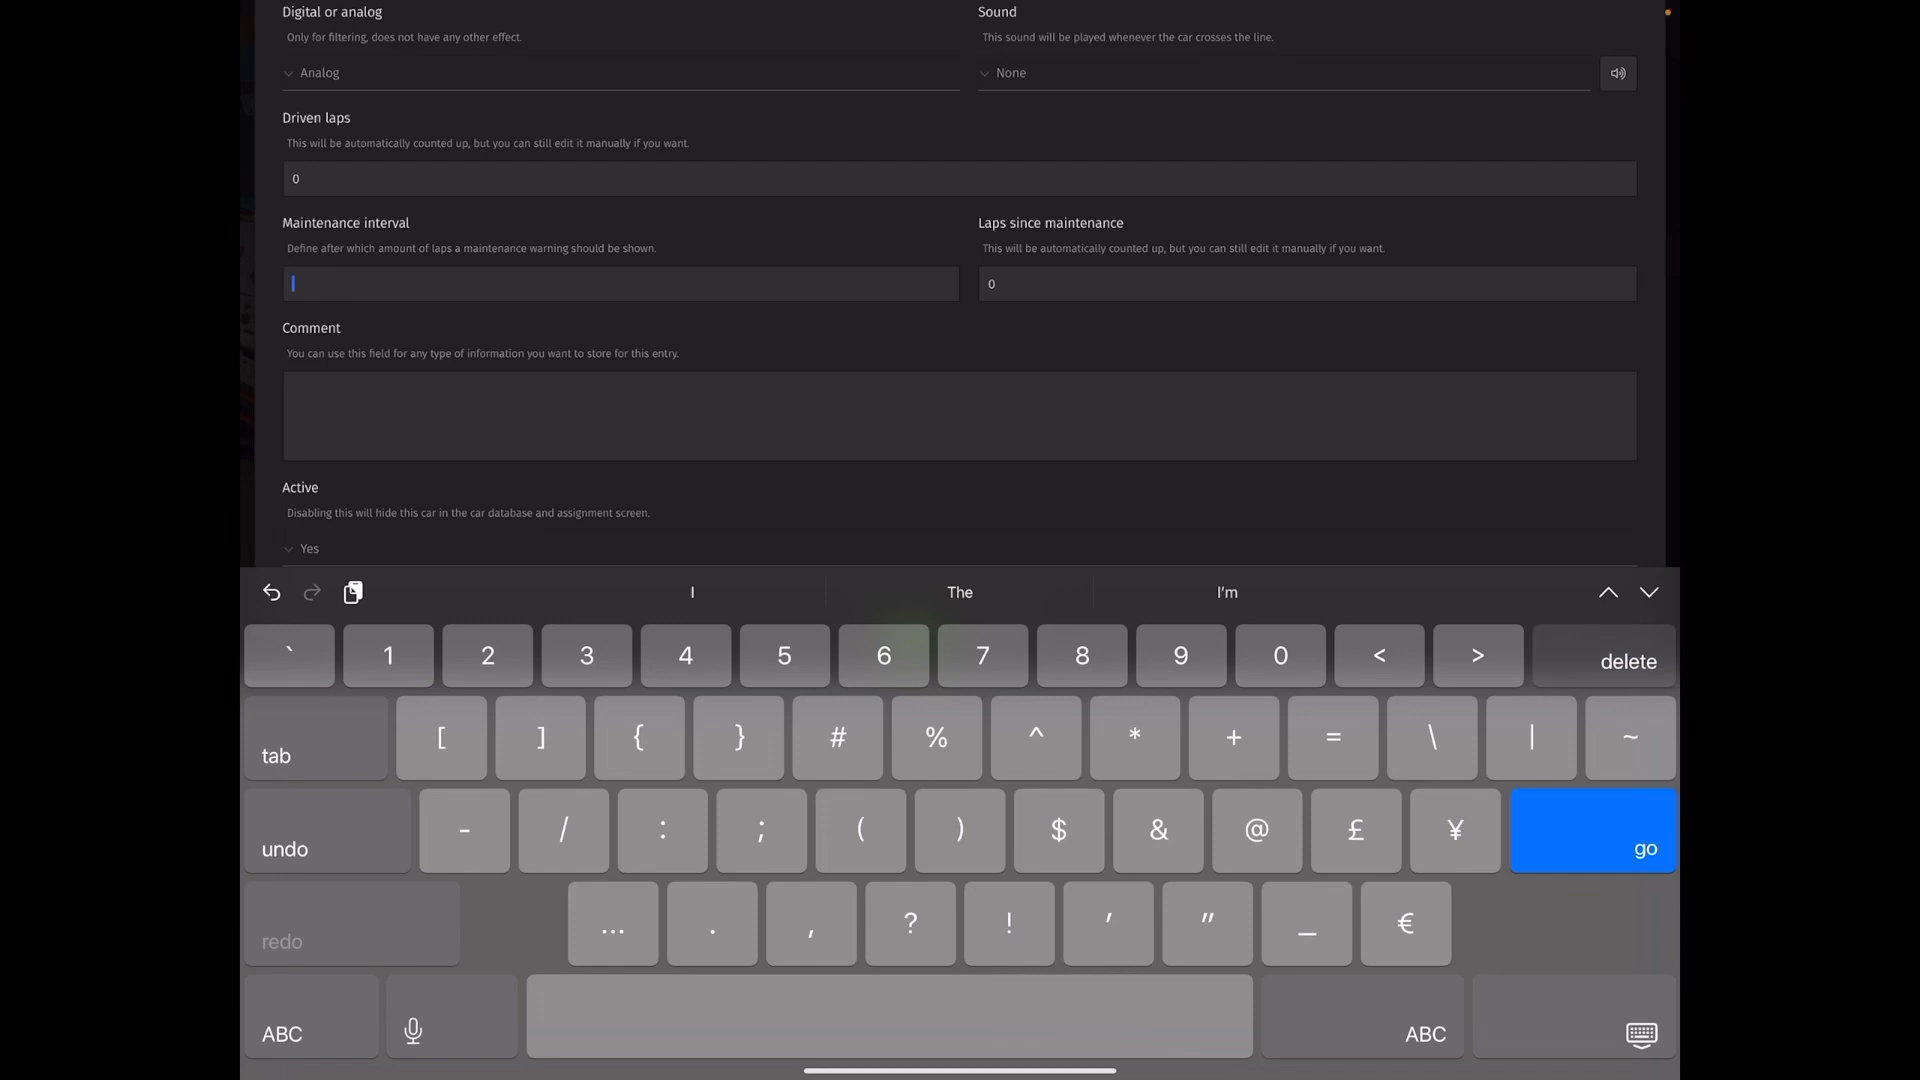 Digital or analog
Sound
Only for filtering, does not have any other effect.
This sound will be played whenever the car crosses the line.
Analog
None
Driven laps
This will be automatically counted up, but you can still edit it manually if you want.
0
Maintenance interval
Laps since maintenance
Define after which amount of laps a maintenance warning should be shown.
This will be automatically counted up, but you can still edit it manually if you want.
0
Comment
You can use this field for any type of information you want to store for this entry.
Active
Disabling this will hide this car in the car database and assignment screen.
Yes
I The I'm
` 1 2 3 4 5 6 7 8 9 0 < > delete
tab [ ] { } # % ^ * + = \ | ~
undo - / : ; ( ) $ & @ £ ¥ go
redo ... . , ? ! ' " _ €
ABC ABC